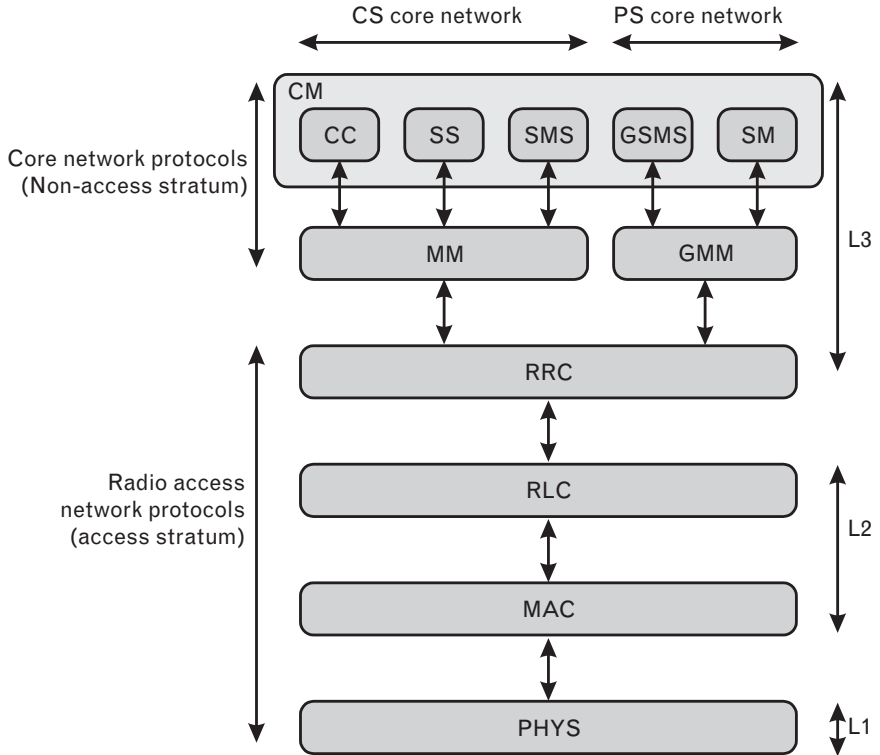 CS core network
PS core network
CM
CC
SS
SMS
GSMS
SM
Core network protocols
(Non-access stratum)
MM
GMM
L3
RRC
Radio access
network protocols
(access stratum)
RLC
L2
MAC
PHYS
L1